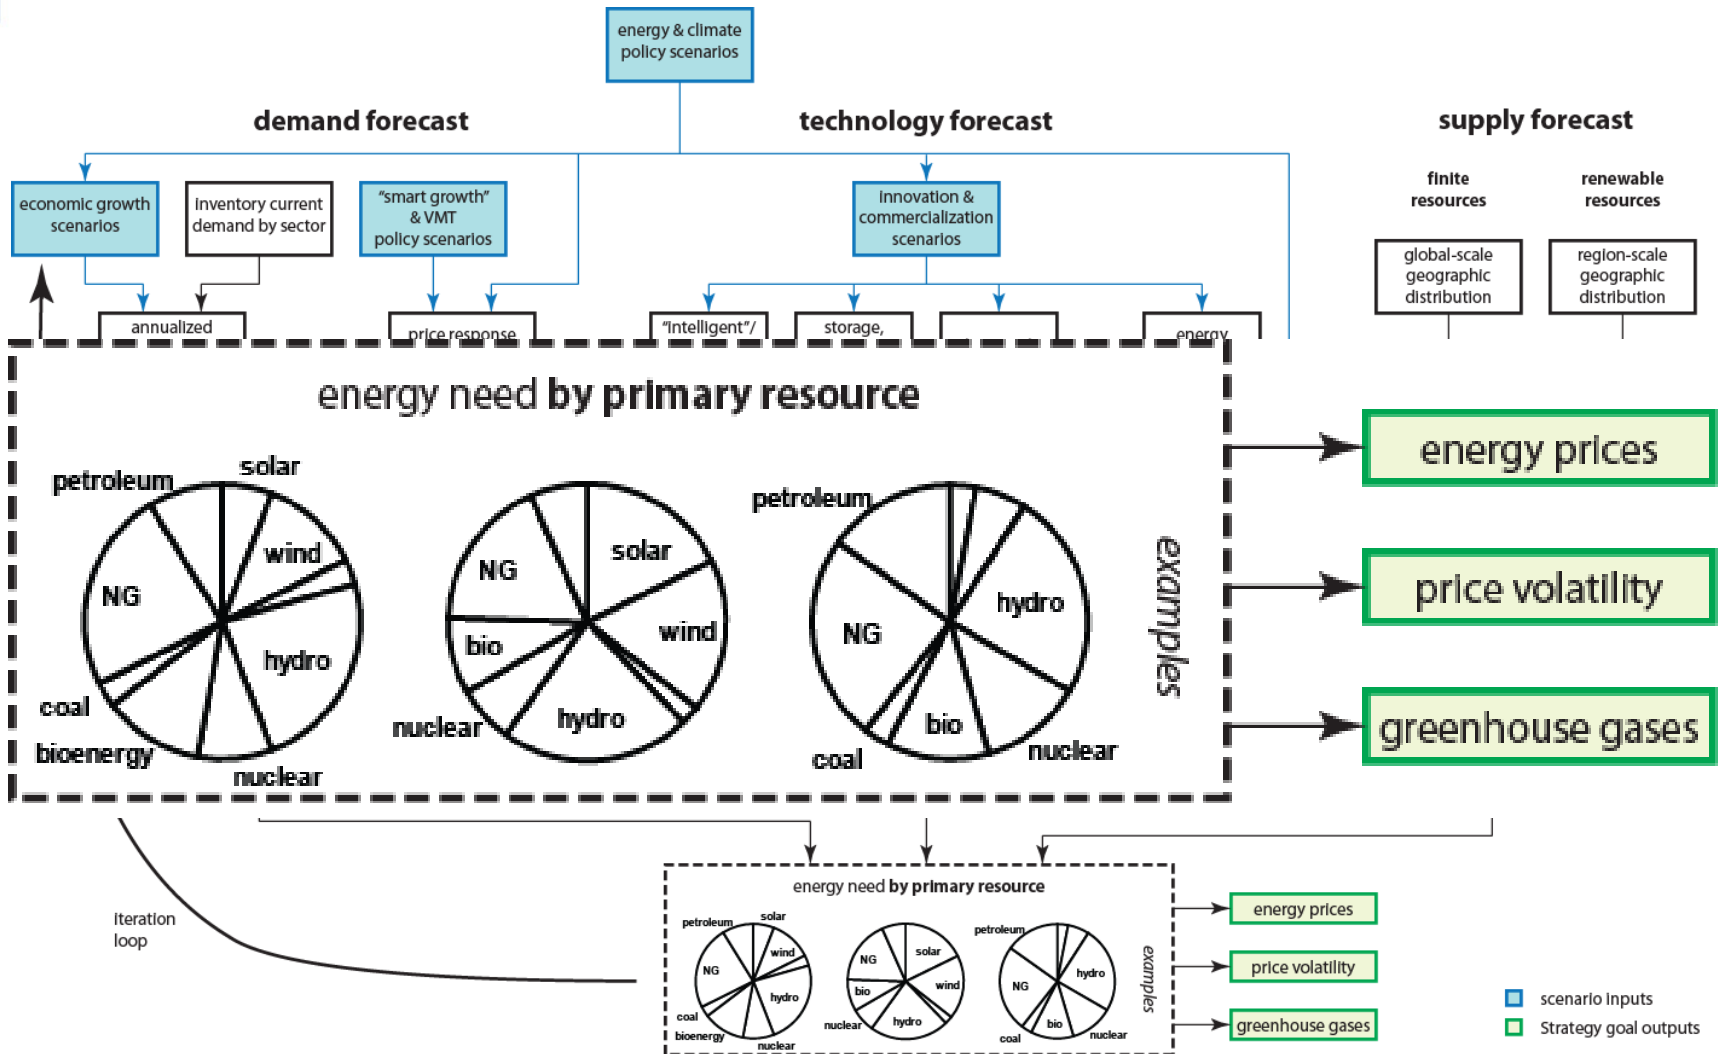 energy & climate
policy scenarios
demand forecast
technology forecast
supply forecast
economic growth
scenarios
inventory current
demand by sector
“smart growth”
& VMT
policy scenarios
innovation &
commercialization
scenarios
finite
resources
renewable
resources
global-scale
geographic
distribution
region-scale
geographic
distribution
annualized
price response
“intelligent”/
storage,
energy
energy need by primary resource
petroleum
solar
wind
NG
hydro
coal
bioenergy
nuclear
NG
solar
bio
wind
nuclear
hydro
petroleum
hydro
NG
coal
bio
nuclear
examples
energy prices
price volatility
greenhouse gases
iteration
loop
energy need by primary resource
petroleum
solar
wind
NG
hydro
coal
bioenergy
nuclear
NG
solar
bio
wind
nuclear
hydro
petroleum
hydro
NG
coal
bio
nuclear
examples
energy prices
price volatility
greenhouse gases
scenario inputs
Strategy goal outputs